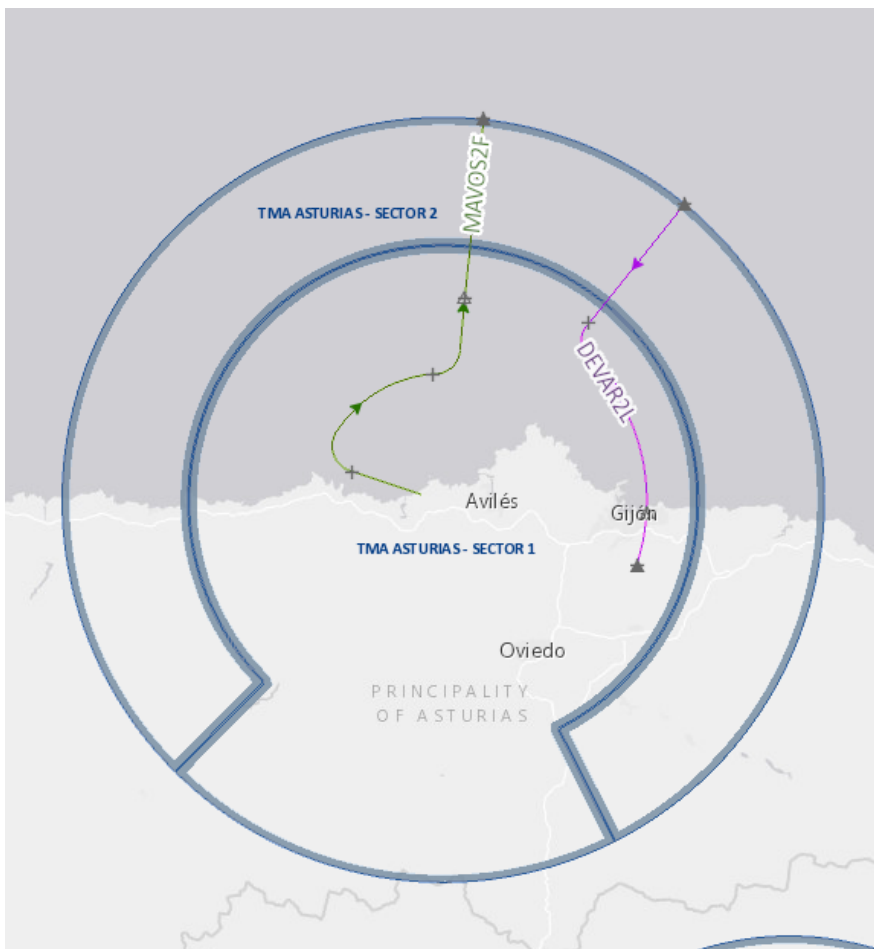 MAVOS2F
TMA ASTURIAS - SECTOR 2
DEVAR2L
Avilés
Gijón
TMA ASTURIAS - SECTOR 1
Oviedo
PRINCIPALITY
OF ASTURIAS